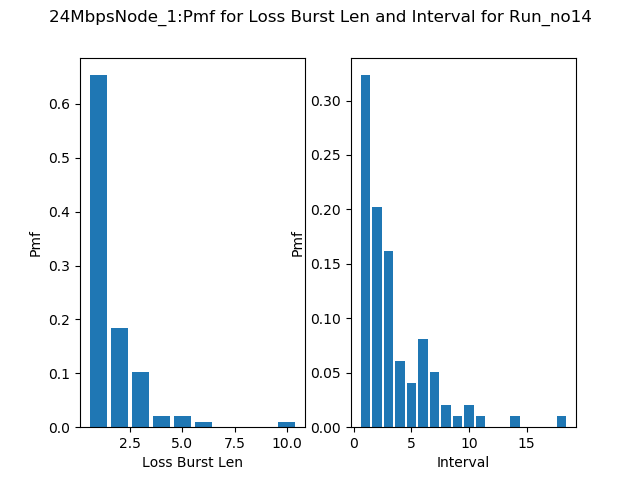 24MbpsNode_1:Pmf for Loss Burst Len and Interval for Run_no14
0.6
0.5
0.4
0.3
0.2
0.1
0.0
Pmf
2.5 5.0 7.5 10.0
Loss Burst Len
0.30
0.25
0.20
0.15
0.10
0.05
0.00
Pmf
0 5 10 15
Interval